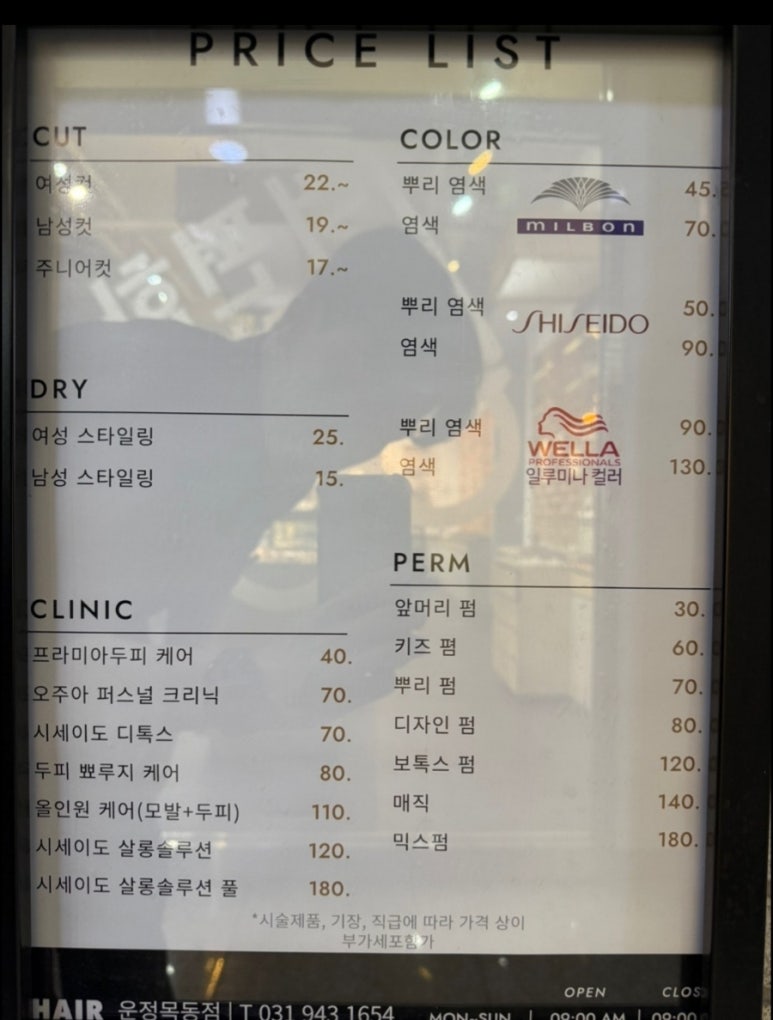 PRICE LIST
CUT
여성컷 22.~
남성컷 19.~
주니어컷 17.~
DRY
여성 스타일링 25.
남성 스타일링 15.
CLINIC
프라미아두피 케어 40.
오주아 퍼스널 크리닉 70.
시세이도 디톡스 70.
두피 뾰루지 케어 80.
올인원 케어(모발+두피) 110.
시세이도 살롱솔루션 120.
시세이도 살롱솔루션 풀 180.
COLOR
뿌리 염색 45.
MILBON
염색 70.
뿌리 염색 50.
SHISEIDO
염색 90.
뿌리 염색 90.
WELLA
PROFESSIONALS
염색 130.
일루미나 컬러
PERM
앞머리 펌 30.
키즈 폄 60.
뿌리 펌 70.
디자인 펌 80.
보톡스 펌 120.
매직 140.
믹스펌 180.
*시술제품, 기장, 직급에 따라 가격 상이
부가세포함가
OPEN CLOS
HAIR 운정목동점 | T 031 943 1654 MON~SUN | 09:00 AM | 09:00